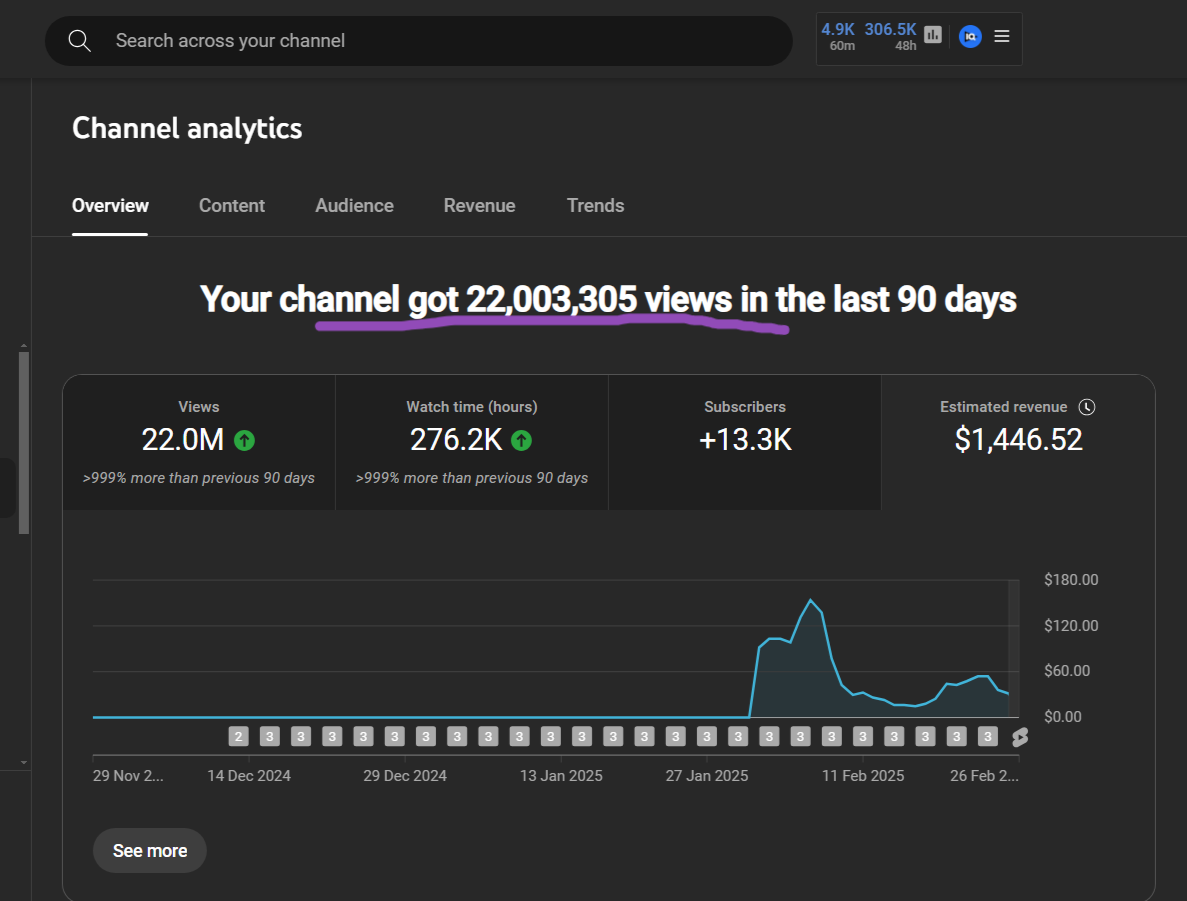 Search across your channel
4.9K 306.5K
60m 48h
Channel analytics
Overview Content Audience Revenue Trends
Your channel got 22,003,305 views in the last 90 days
Views Watch time (hours) Subscribers Estimated revenue
22.0M 276.2K +13.3K $1,446.52
>999% more than previous 90 days >999% more than previous 90 days
$180.00
$120.00
$60.00
$0.00
2 3 3 3 3 3 3 3 3 3 3 3 3 3 3 3 3 3 3 3 3 3 3 3 3
29 Nov 2... 14 Dec 2024 29 Dec 2024 13 Jan 2025 27 Jan 2025 11 Feb 2025 26 Feb 2...
See more